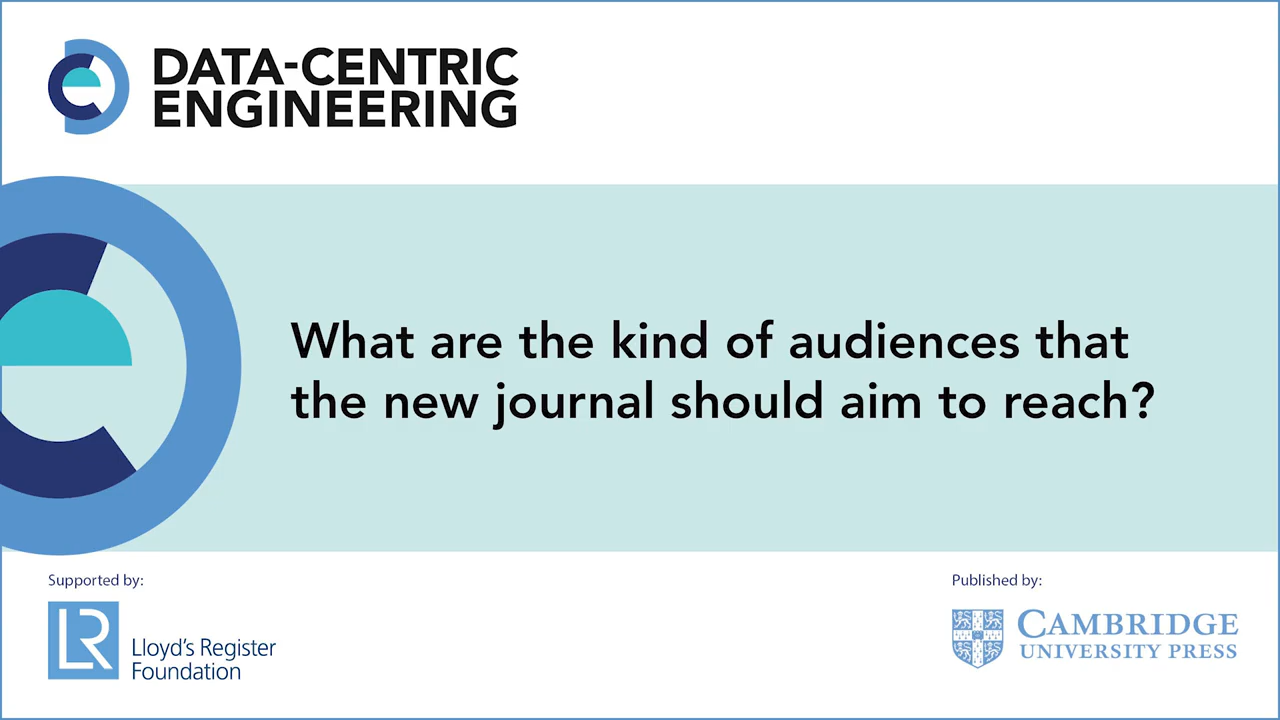 DATA-CENTRIC
ENGINEERING
What are the kind of audiences that
the new journal should aim to reach?
Supported by:
LR
Lloyd's Register
Foundation
Published by:
CAMBRIDGE
UNIVERSITY PRESS